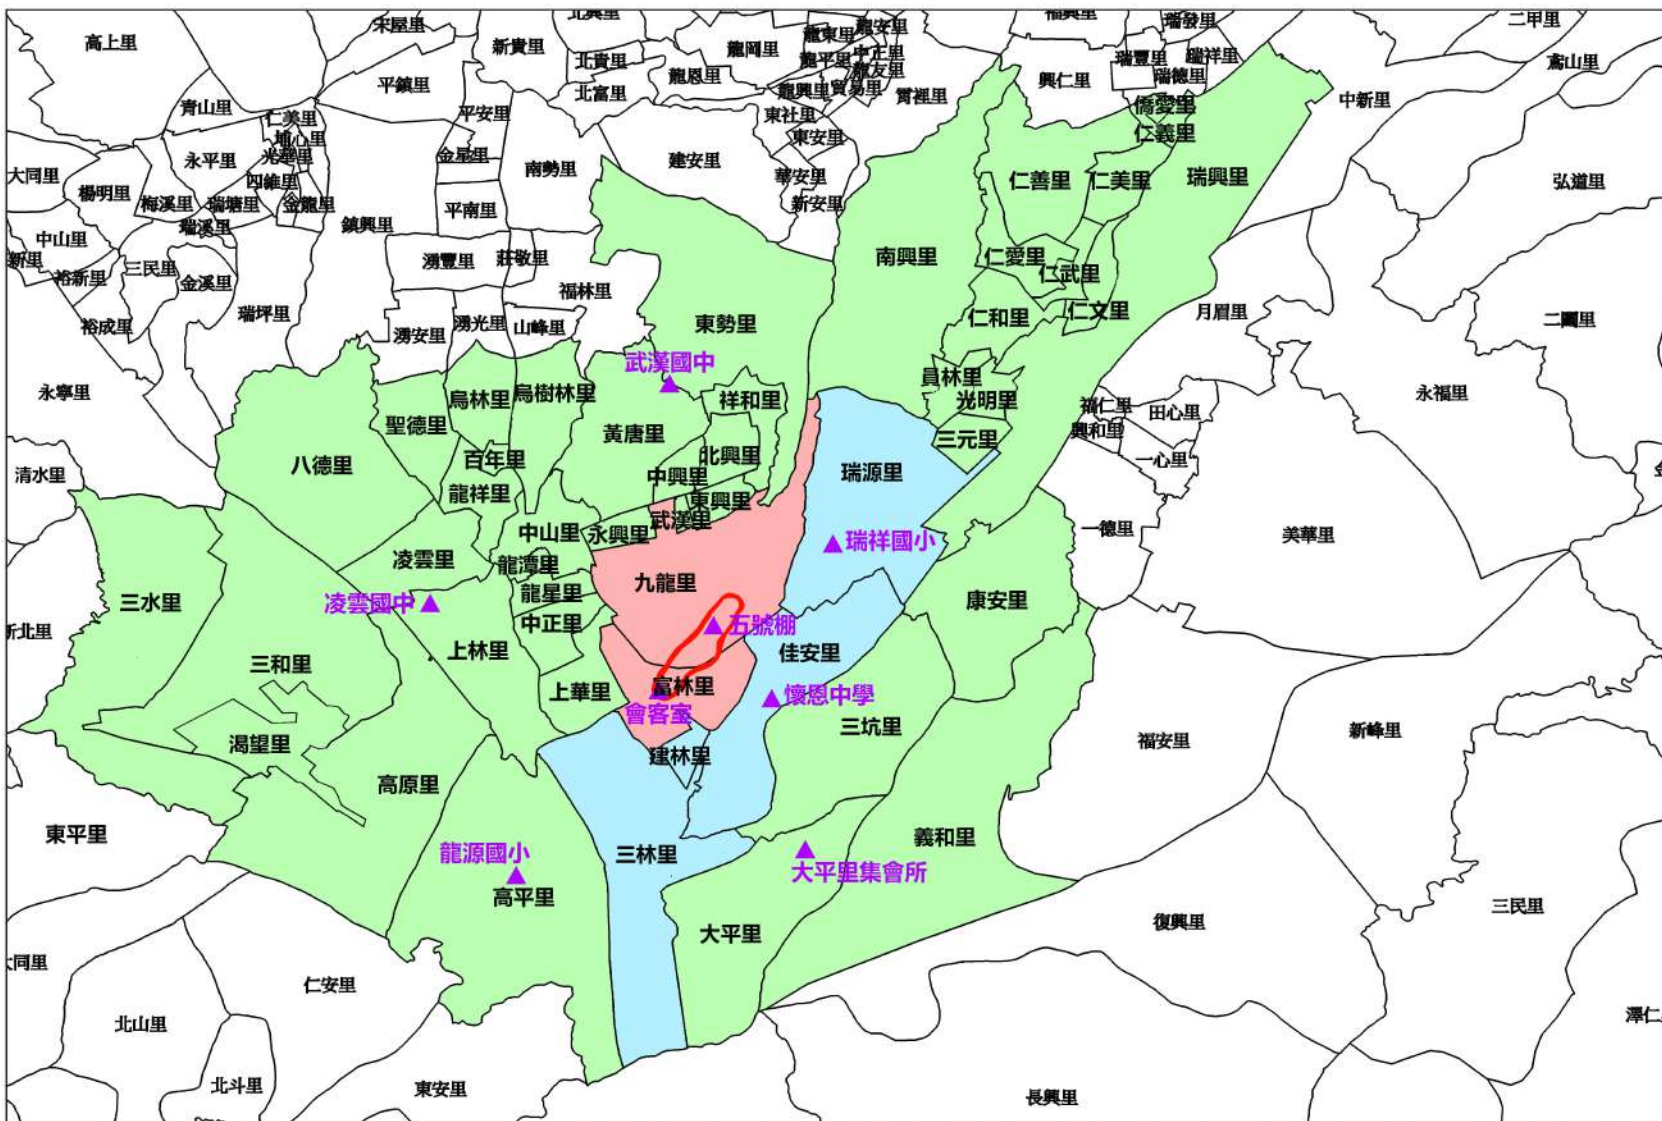 宋屋里
北興里
龍東里
龍安里
福興里
瑞發里
二甲里
高上里
新貴里
龍岡里
中正里
瑞豐里
瑞祥里
鳶山里
北貴里
龍平里
龍友里
瑞德里
平鎮里
龍恩里
興仁里
青山里
北富里
龍興里
貿易里
霄裡里
中新里
仁美里
平安里
東社里
僑愛里
埔心里
東安里
仁義里
永平里
光華里
金星里
南勢里
建安里
大同里
四維里
華安里
仁善里
仁美里
瑞興里
弘道里
楊明里
梅溪里
瑞塘里
金龍里
平南里
新安里
瑞溪里
鎮興里
中山里
新里
裕新里
三民里
金溪里
湧豐里
莊敬里
南興里
仁愛里
仁武里
福林里
裕成里
瑞坪里
湧安里
湧光里
山峰里
東勢里
仁和里
仁文里
月眉里
二鬮里
武漢國中
永寧里
烏林里
烏樹林里
祥和里
員林里
光明里
福仁里
田心里
永福里
聖德里
黃唐里
三元里
興和里
八德里
百年里
北興里
一心里
清水里
龍祥里
中興里
瑞源里
東興里
中山里
永興里
武漢里
瑞祥國小
一德里
美華里
凌雲里
龍潭里
九龍里
三水里
凌雲國中
龍星里
康安里
新北里
中正里
五號棚
三和里
上林里
佳安里
上華里
富林里
懷恩中學
會客室
渴望里
建林里
三坑里
福安里
新峰里
高原里
東平里
龍源國小
三林里
義和里
高平里
大平里集會所
大平里
復興里
三民里
大同里
仁安里
北山里
澤仁
北斗里
東安里
長興里